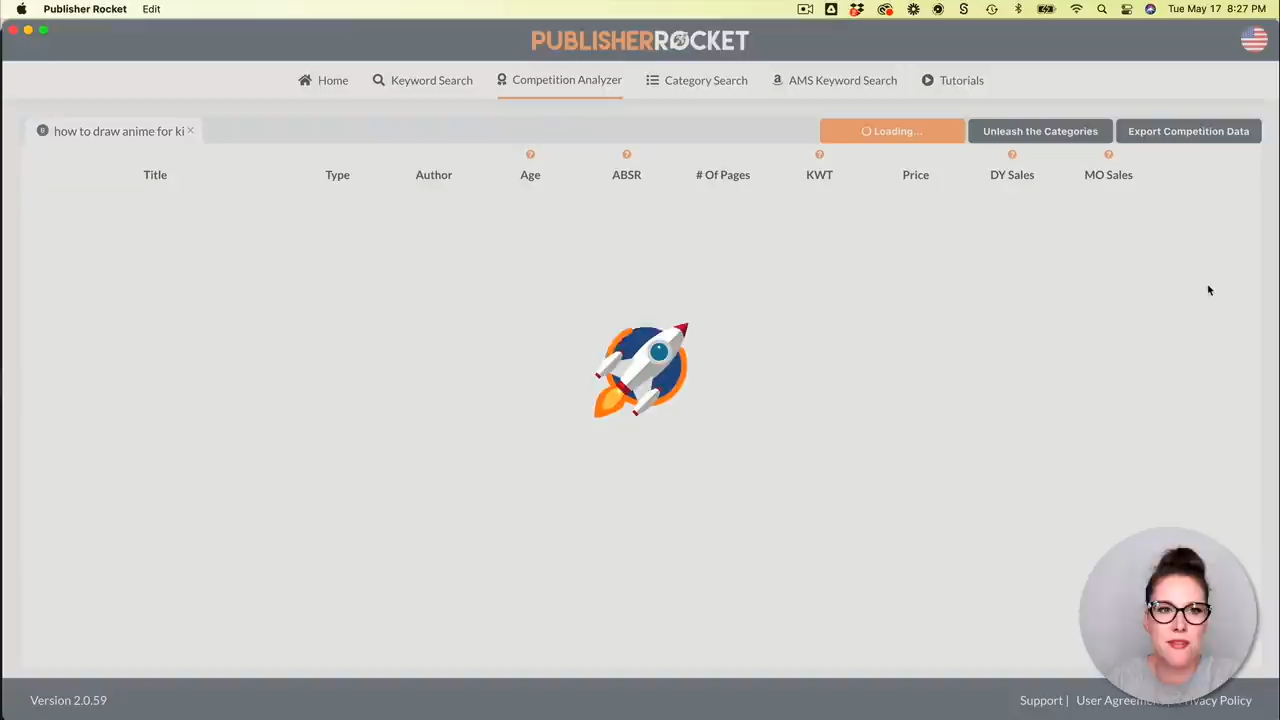 Publisher Rocket Edit Tue May 17 8:27 PM
PUBLISHERROCKET
Home Keyword Search Competition Analyzer Category Search AMS Keyword Search Tutorials
how to draw anime for ki × Loading... Unleash the Categories Export Competition Data
Title Type Author Age ABSR # Of Pages KWT Price DY Sales MO Sales
Version 2.0.59 Support | User Agreem Privacy Policy